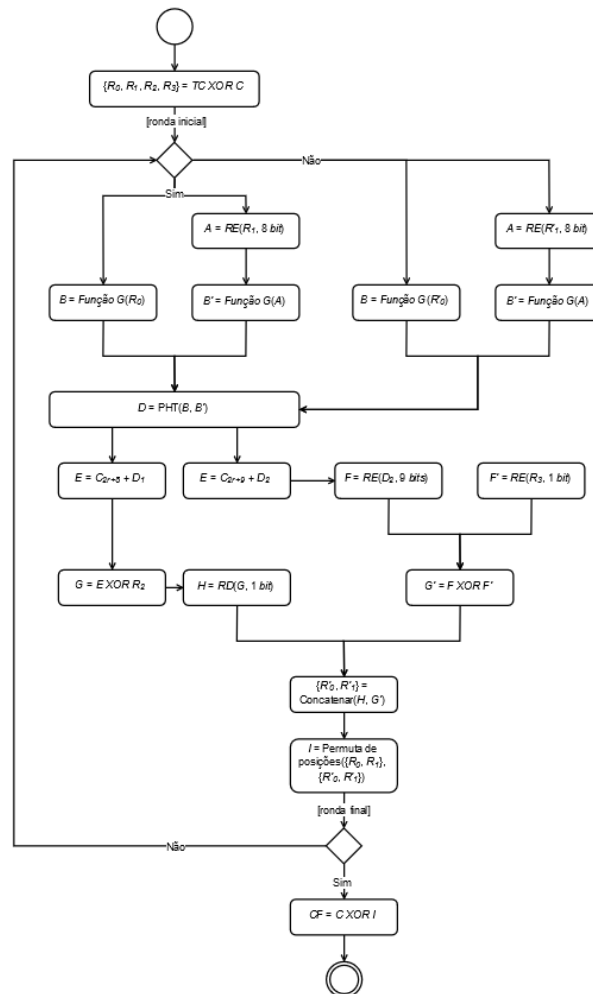 {R₀, R₁, R₂, R₃} = TC XOR C
[ronda inicial]
Não
Sim
A = RE(R₁, 8 bit)
A = RE(R'₁, 8 bit)
B = Função G(R₀)
B' = Função G(A)
B = Função G(R'₀)
B' = Função G(A)
D = PHT(B, B')
E = C₂ᵣ₊₈ + D₁
E = C₂ᵣ₊₉ + D₂
F = RE(D₂, 9 bits)
F' = RE(R₃, 1 bit)
G = E XOR R₂
H = RD(G, 1 bit)
G' = F XOR F'
{R'₀, R'₁} =
Concatenar(H, G')
I = Permuta de
posições({R₀, R₁},
{R'₀, R'₁})
[ronda final]
Não
Sim
CF = C XOR I